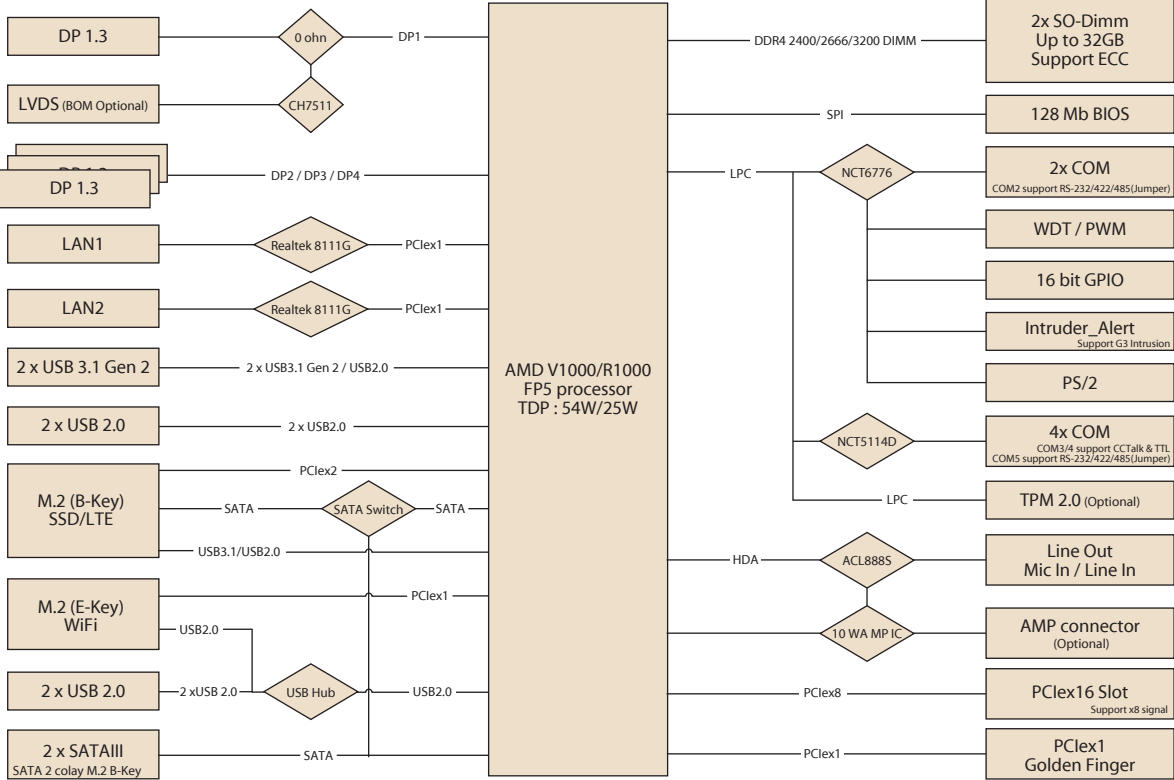 DP 1.3
0 ohn
DP1
LVDS (BOM Optional)
CH7511
DP 1.3
DP2 / DP3 / DP4
LAN1
Realtek 8111G
PCIex1
LAN2
Realtek 8111G
PCIex1
2 x USB 3.1 Gen 2
2 x USB3.1 Gen 2 / USB2.0
2 x USB 2.0
2 x USB2.0
M.2 (B-Key)
SSD/LTE
PCIex2
SATA
SATA Switch
SATA
USB3.1/USB2.0
M.2 (E-Key)
WiFi
PCIex1
USB2.0
2 x USB 2.0
2 xUSB 2.0
USB Hub
USB2.0
2 x SATAIII
SATA 2 colay M.2 B-Key
SATA
AMD V1000/R1000
FP5 processor
TDP : 54W/25W
DDR4 2400/2666/3200 DIMM
2x SO-Dimm
Up to 32GB
Support ECC
SPI
128 Mb BIOS
LPC
NCT6776
2x COM
COM2 support RS-232/422/485(Jumper)
WDT / PWM
16 bit GPIO
Intruder_Alert
Support G3 Intrusion
PS/2
NCT5114D
4x COM
COM3/4 support CCTalk & TTL
COM5 support RS-232/422/485(Jumper)
LPC
TPM 2.0 (Optional)
HDA
ACL888S
Line Out
Mic In / Line In
10 WA MP IC
AMP connector
(Optional)
PCIex8
PCIex16 Slot
Support x8 signal
PCIex1
PCIex1
Golden Finger